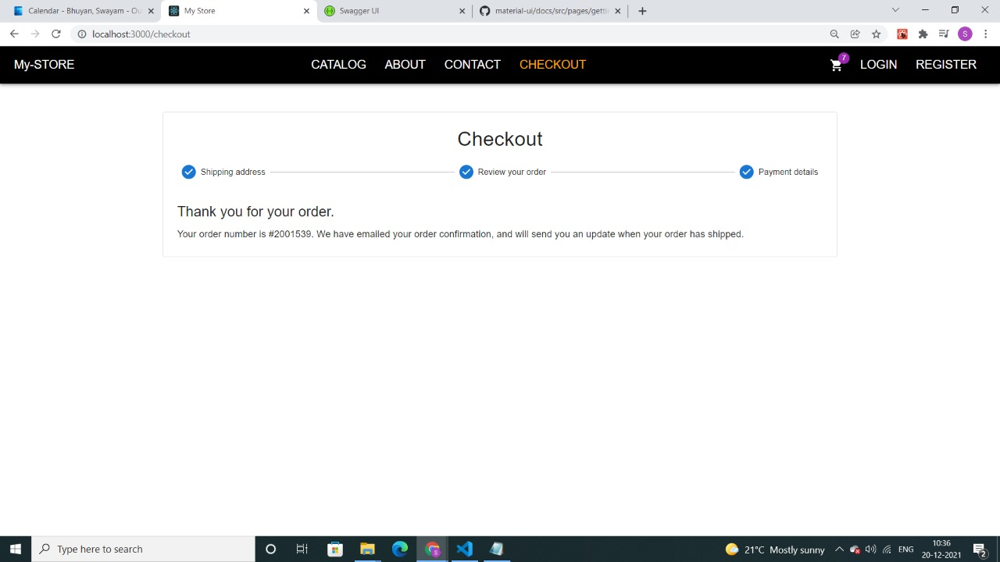 Calendar - Bhuyan, Swayam - Ou
My Store
Swagger UI
material-ui/docs/src/pages/getti
localhost:3000/checkout
S
My-STORE
CATALOG
ABOUT
CONTACT
CHECKOUT
7
LOGIN
REGISTER
Checkout
Shipping address
Review your order
Payment details
Thank you for your order.
Your order number is #2001539. We have emailed your order confirmation, and will send you an update when your order has shipped.
Type here to search
S
21°C Mostly sunny
ENG
10:36
20-12-2021
2